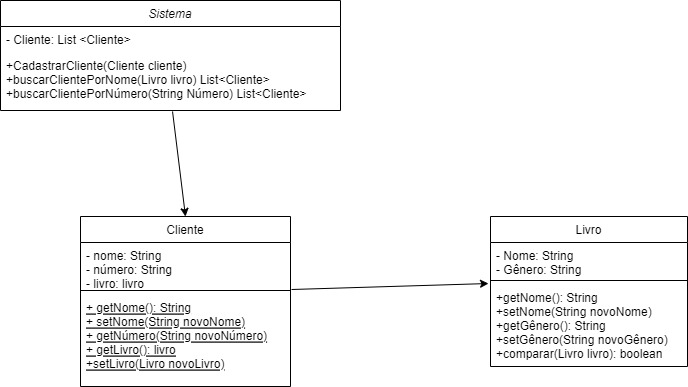 Sistema
- Cliente: List <Cliente>
+CadastrarCliente(Cliente cliente)
+buscarClientePorNome(Livro livro) List<Cliente>
+buscarClientePorNúmero(String Número) List<Cliente>
Cliente
- nome: String
- número: String
- livro: livro
+ getNome(): String
+ setNome(String novoNome)
+ getNúmero(String novoNúmero)
+ getLivro(): livro
+setLivro(Livro novoLivro)
Livro
- Nome: String
- Gênero: String
+getNome(): String
+setNome(String novoNome)
+getGênero(): String
+setGênero(String novoGênero)
+comparar(Livro livro): boolean